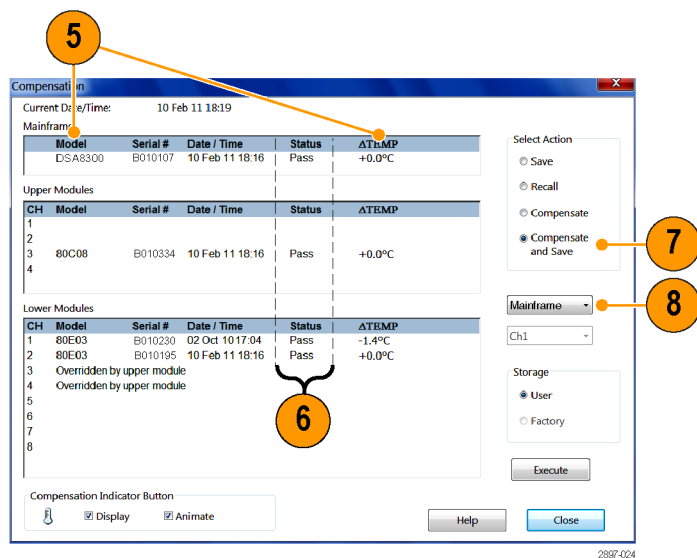 5
Compensation
Current Date/Time: 10 Feb 11 18:19
Mainframe
Model Serial # Date / Time Status ΔTEMP
DSA8300 B010107 10 Feb 11 18:16 Pass +0.0ºC
Upper Modules
CH Model Serial # Date / Time Status ΔTEMP
1
2
3 80C08 B010334 10 Feb 11 18:16 Pass +0.0ºC
4
Lower Modules
CH Model Serial # Date / Time Status ΔTEMP
1 80E03 B010230 02 Oct 10 17:04 Pass -1.4ºC
2 80E03 B010195 10 Feb 11 18:16 Pass +0.0ºC
3 Overridden by upper module
4 Overridden by upper module
5
6
7
8
6
Compensation Indicator Button
Display Animate
Select Action
Save
Recall
Compensate
Compensate
and Save
7
Mainframe
8
Ch1
Storage
User
Factory
Execute
Help Close
2897-024